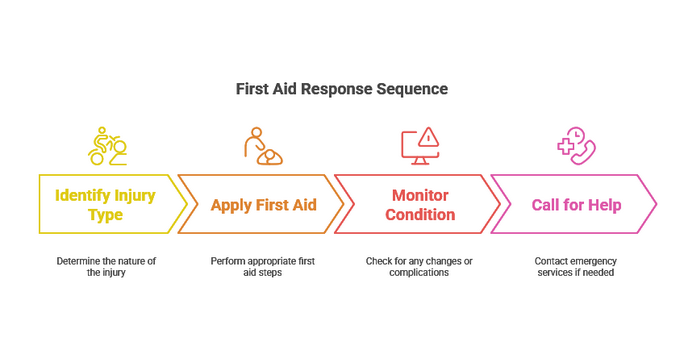 First Aid Response Sequence
Identify Injury
Type
Apply First Aid
Monitor
Condition
Call for Help
Determine the nature of
the injury
Perform appropriate first
aid steps
Check for any changes or
complications
Contact emergency
services if needed